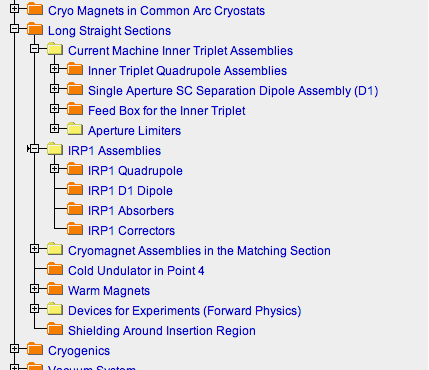 Cryo Magnets in Common Arc Cryostats
Long Straight Sections
Current Machine Inner Triplet Assemblies
Inner Triplet Quadrupole Assemblies
Single Aperture SC Separation Dipole Assembly (D1)
Feed Box for the Inner Triplet
Aperture Limiters
IRP1 Assemblies
IRP1 Quadrupole
IRP1 D1 Dipole
IRP1 Absorbers
IRP1 Correctors
Cryomagnet Assemblies in the Matching Section
Cold Undulator in Point 4
Warm Magnets
Devices for Experiments (Forward Physics)
Shielding Around Insertion Region
Cryogenics
Vacuum System